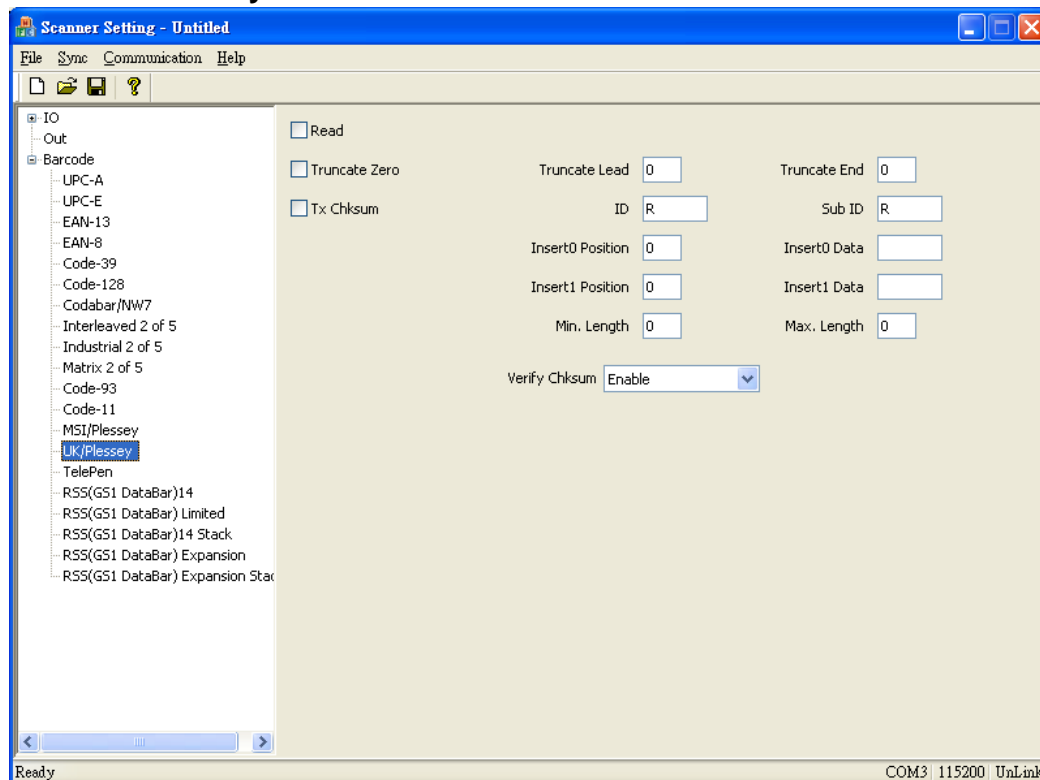 Scanner Setting - Untitled
File Sync Communication Help
IO
Out
Barcode
UPC-A
UPC-E
EAN-13
EAN-8
Code-39
Code-128
Codabar/NW7
Interleaved 2 of 5
Industrial 2 of 5
Matrix 2 of 5
Code-93
Code-11
MSI/Plessey
UK/Plessey
TelePen
RSS(GS1 DataBar)14
RSS(GS1 DataBar) Limited
RSS(GS1 DataBar)14 Stack
RSS(GS1 DataBar) Expansion
RSS(GS1 DataBar) Expansion Stac
Read
Truncate Zero Truncate Lead 0 Truncate End 0
Tx Chksum ID R Sub ID R
Insert0 Position 0 Insert0 Data
Insert1 Position 0 Insert1 Data
Min. Length 0 Max. Length 0
Verify Chksum Enable
Ready COM3 115200 UnLink